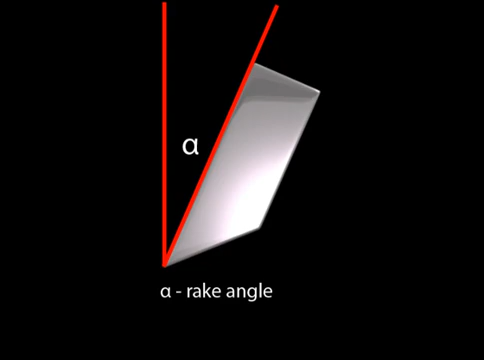 α
α - rake angle